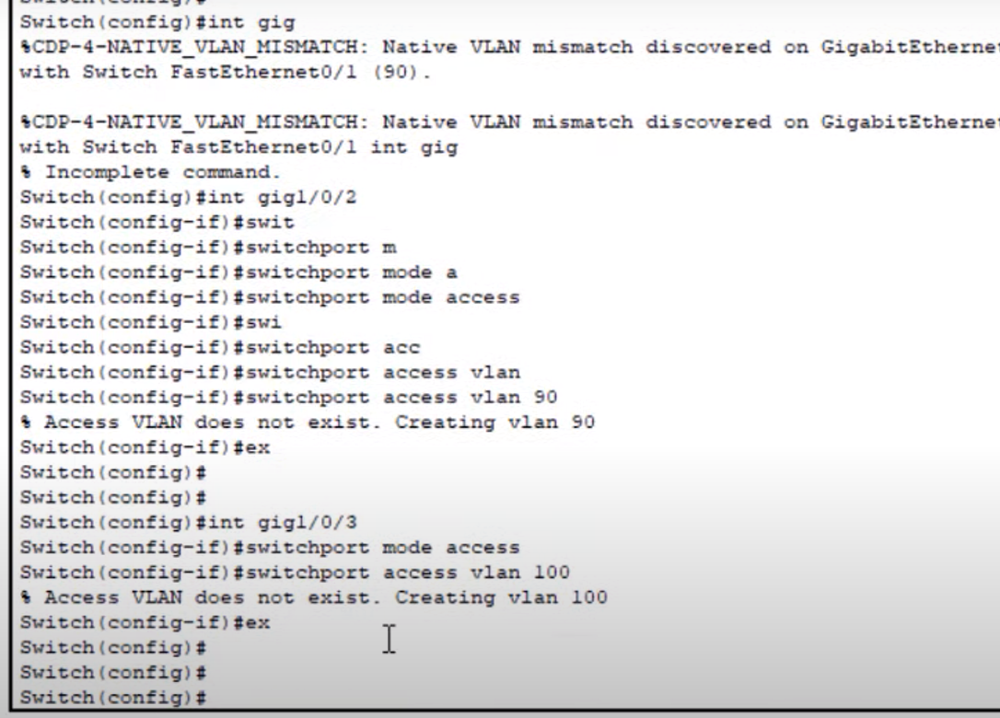 Switch(config)#
Switch(config)#int gig
%CDP-4-NATIVE_VLAN_MISMATCH: Native VLAN mismatch discovered on GigabitEthernet
with Switch FastEthernet0/1 (90).
%CDP-4-NATIVE_VLAN_MISMATCH: Native VLAN mismatch discovered on GigabitEthernet
with Switch FastEthernet0/1 int gig
% Incomplete command.
Switch(config)#int gig1/0/2
Switch(config-if)#swit
Switch(config-if)#switchport m
Switch(config-if)#switchport mode a
Switch(config-if)#switchport mode access
Switch(config-if)#swi
Switch(config-if)#switchport acc
Switch(config-if)#switchport access vlan
Switch(config-if)#switchport access vlan 90
% Access VLAN does not exist. Creating vlan 90
Switch(config-if)#ex
Switch(config)#
Switch(config)#
Switch(config)#int gig1/0/3
Switch(config-if)#switchport mode access
Switch(config-if)#switchport access vlan 100
% Access VLAN does not exist. Creating vlan 100
Switch(config-if)#ex
Switch(config)#
Switch(config)#
Switch(config)#